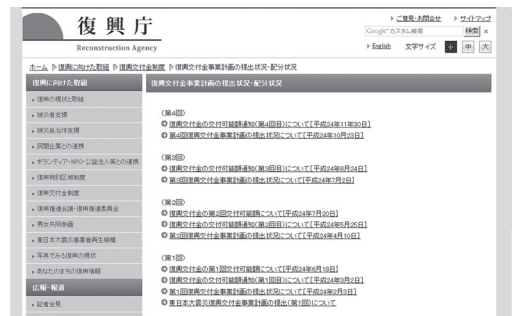 復興庁
Reconstruction Agency
ご意見・お問合せ サイトマップ
Google カスタム検索 検索 ×
English 文字サイズ 小 中 大
ホーム 復興に向けた取組 復興交付金制度 復興交付金事業計画の提出状況・配分状況
復興に向けた取組
復興の現状と取組
被災者支援
被災自治体支援
民間企業との連携
ボランティア・NPO・公益法人等との連携
復興特別区域制度
復興交付金制度
復興推進会議・復興推進委員会
男女共同参画
東日本大震災事業者再生支援機構
写真でみる復興の現状
あなたのまちの復興情報
広報・報道
記者会見
復興交付金事業計画の提出状況・配分状況
(第4回)
復興交付金の交付可能額通知(第4回目)について[平成24年11年30日]
第4回復興交付金事業計画の提出状況について[平成24年10月23日]
(第3回)
復興交付金の交付可能額通知(第3回目)について[平成24年8月24日]
第3回復興交付金事業計画の提出状況について[平成24年7月2日]
(第2回)
復興交付金の第2回交付可能額について[平成24年7月20日]
復興交付金の交付可能額通知(第2回目)について[平成24年5月25日]
第2回復興交付金事業計画の提出状況について[平成24年4月10日]
(第1回)
復興交付金の第1回交付可能額について[平成24年6月18日]
復興交付金の交付可能額通知(第1回目)について[平成24年3月2日]
第1回復興交付金事業計画の提出状況について[平成24年2月3日]
東日本大震災復興交付金事業計画の提出(第1回)について